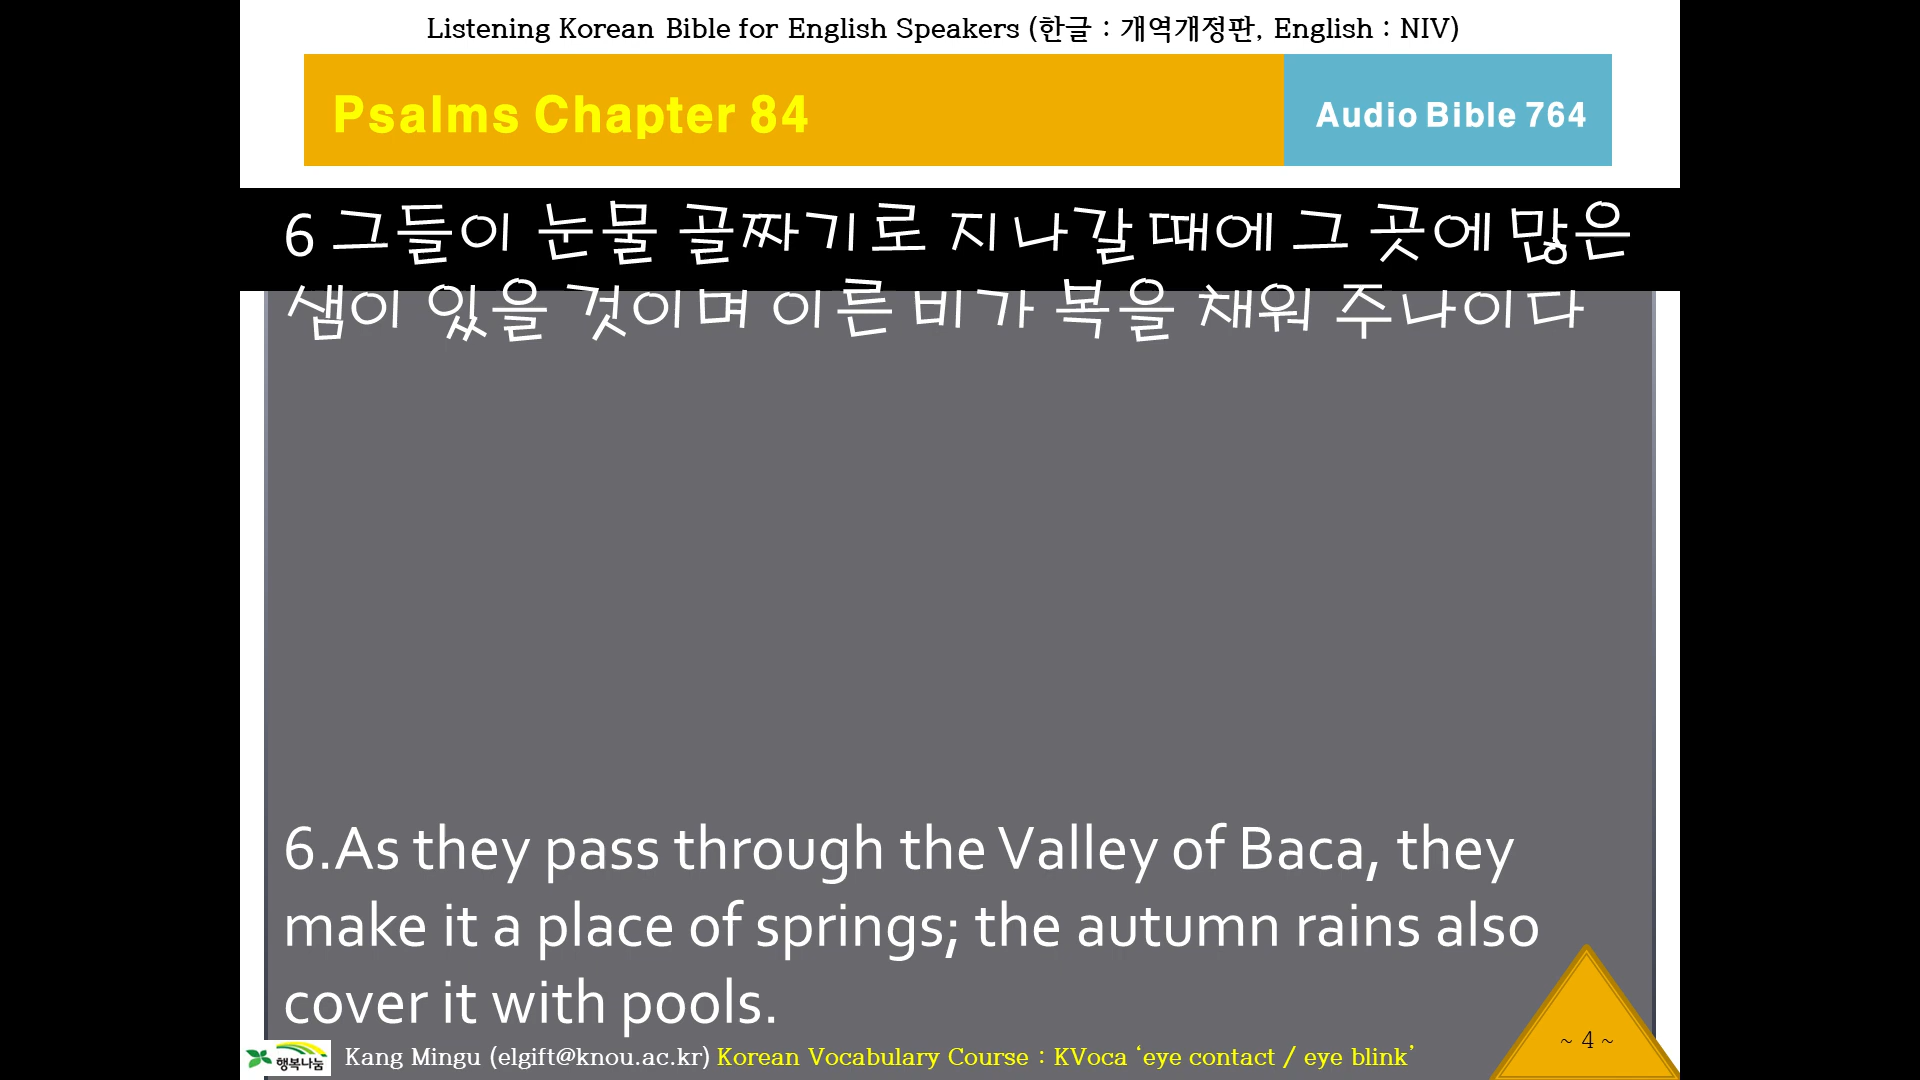 Listening Korean Bible for English Speakers (한글 : 개역개정판, English : NIV)
Psalms Chapter 84
Audio Bible 764
6 그들이 눈물 골짜기로 지나갈 때에 그 곳에 많은
샘이 있을 것이며 이른 비가 복을 채워 주나이다
6.As they pass through the Valley of Baca, they
make it a place of springs; the autumn rains also
cover it with pools.
~ 4 ~
행복나눔
Kang Mingu (elgift@knou.ac.kr) Korean Vocabulary Course : KVoca ‘eye contact / eye blink’